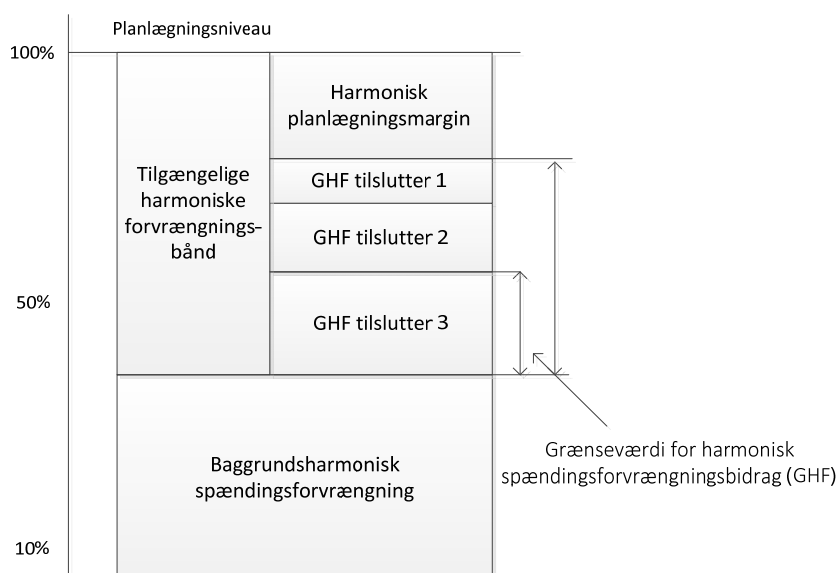 Planlægningsniveau
100%
Harmonisk
planlægningsmargin
Tilgængelige
harmoniske
forvrængnings-
bånd
GHF tilslutter 1
GHF tilslutter 2
50%
GHF tilslutter 3
Grænseværdi for harmonisk
spændingsforvrængningsbidrag (GHF)
Baggrundsharmonisk
spændingsforvrængning
10%